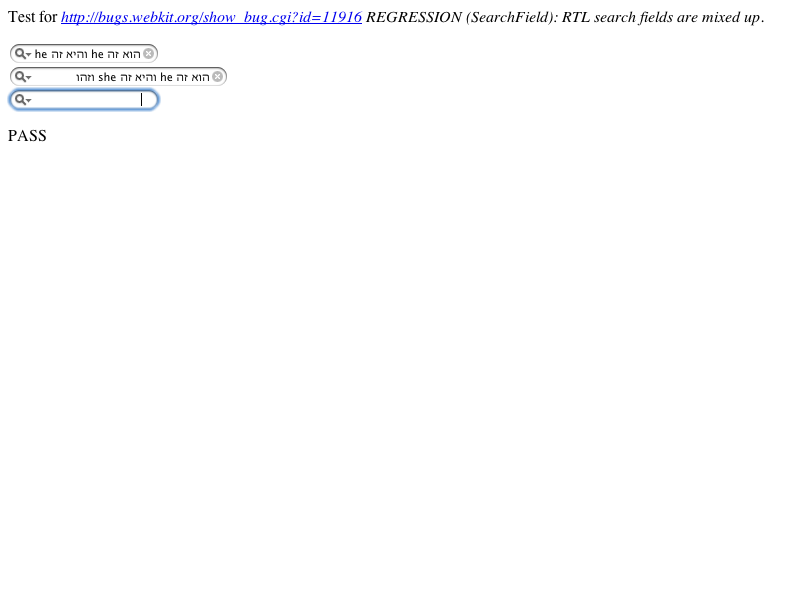 Test for http://bugs.webkit.org/show_bug.cgi?id=11916 REGRESSION (SearchField): RTL search fields are mixed up.
הוא זה he והיא זה he
הוא זה he והיא זה she וזהו
PASS